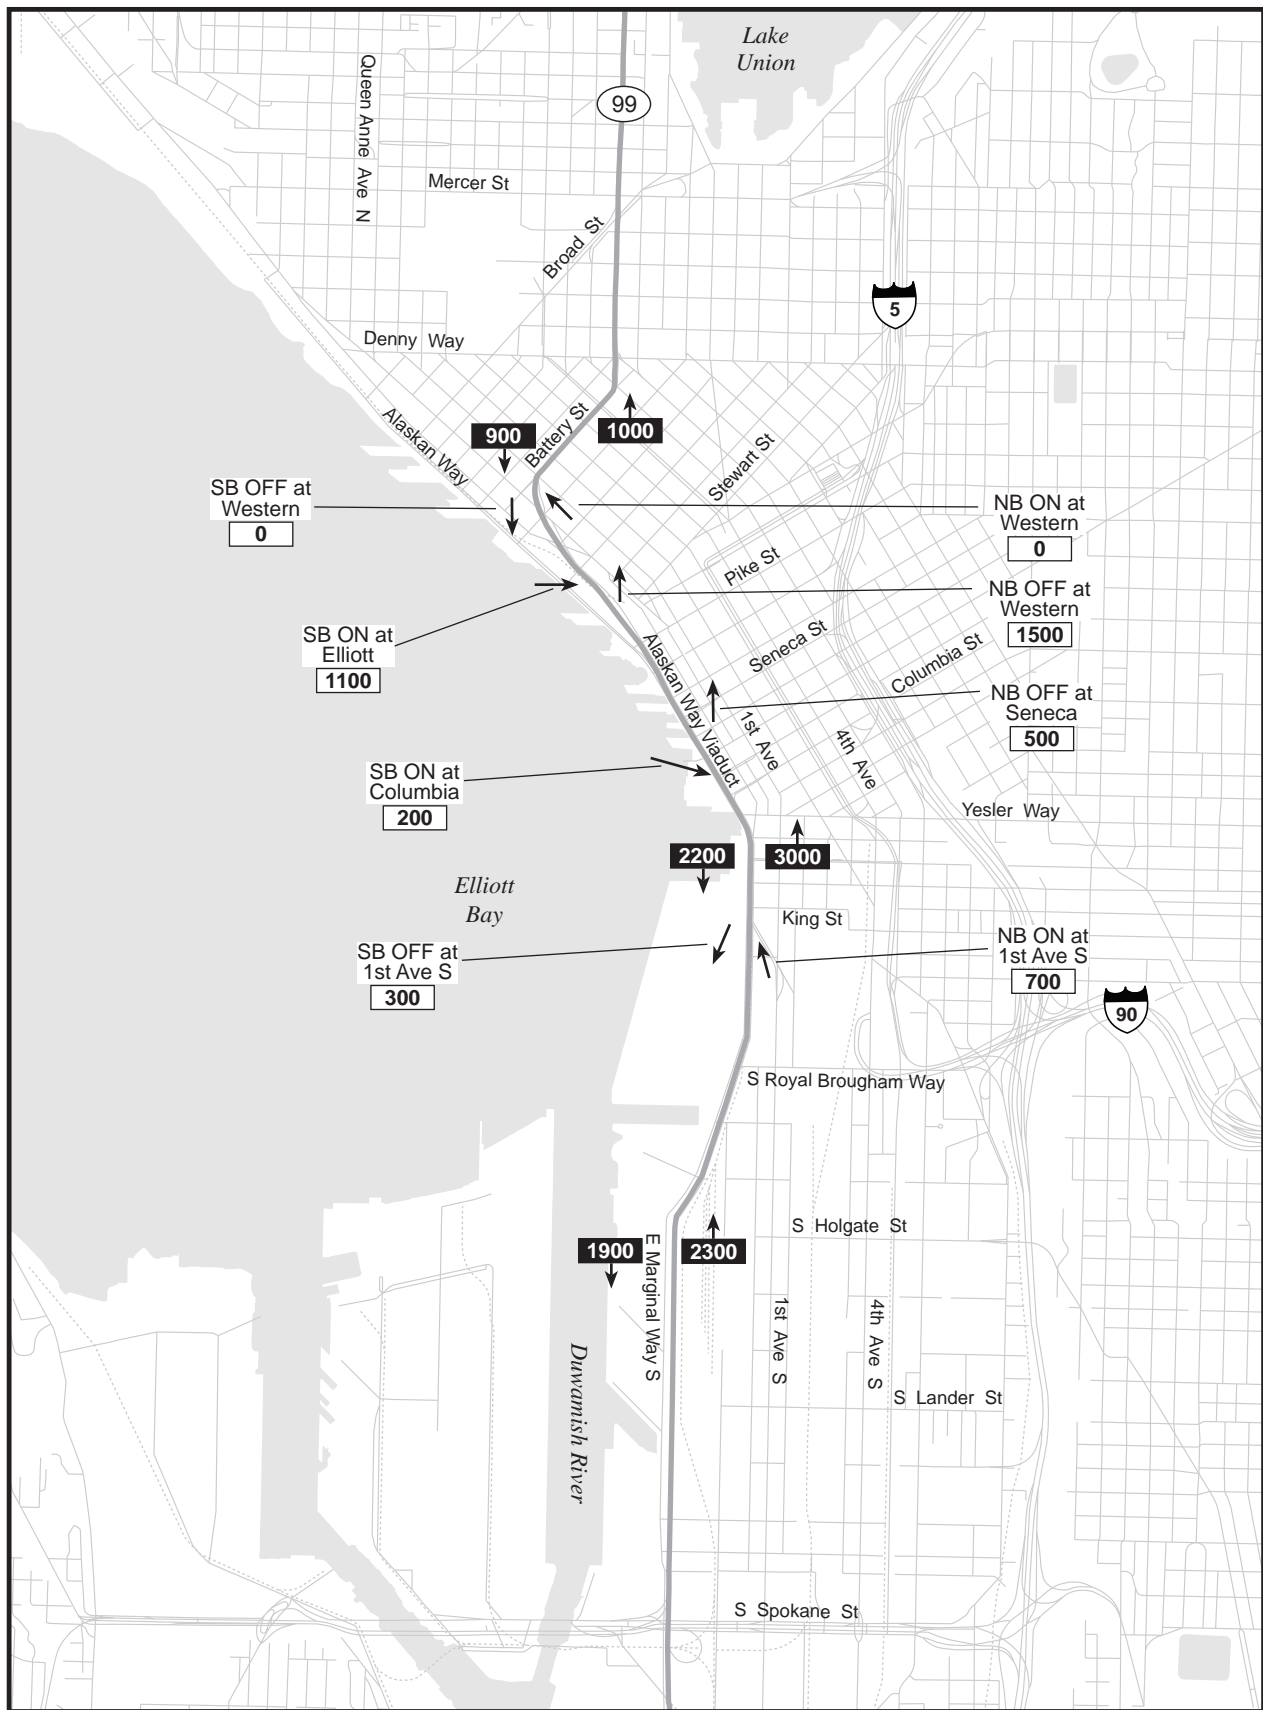 Lake
Union
Queen Anne Ave N
99
Mercer St
Broad St
5
Denny Way
Alaskan Way
900
Battery St
1000
Stewart St
SB OFF at
Western
0
NB ON at
Western
0
Pike St
NB OFF at
Western
1500
SB ON at
Elliott
1100
Alaskan Way Viaduct
Seneca St
Columbia St
NB OFF at
Seneca
500
1st Ave
4th Ave
SB ON at
Columbia
200
Yesler Way
2200
3000
Elliott
Bay
King St
SB OFF at
1st Ave S
300
NB ON at
1st Ave S
700
90
S Royal Brougham Way
S Holgate St
1900
E Marginal Way S
2300
1st Ave S
4th Ave S
Duwamish River
S Lander St
S Spokane St